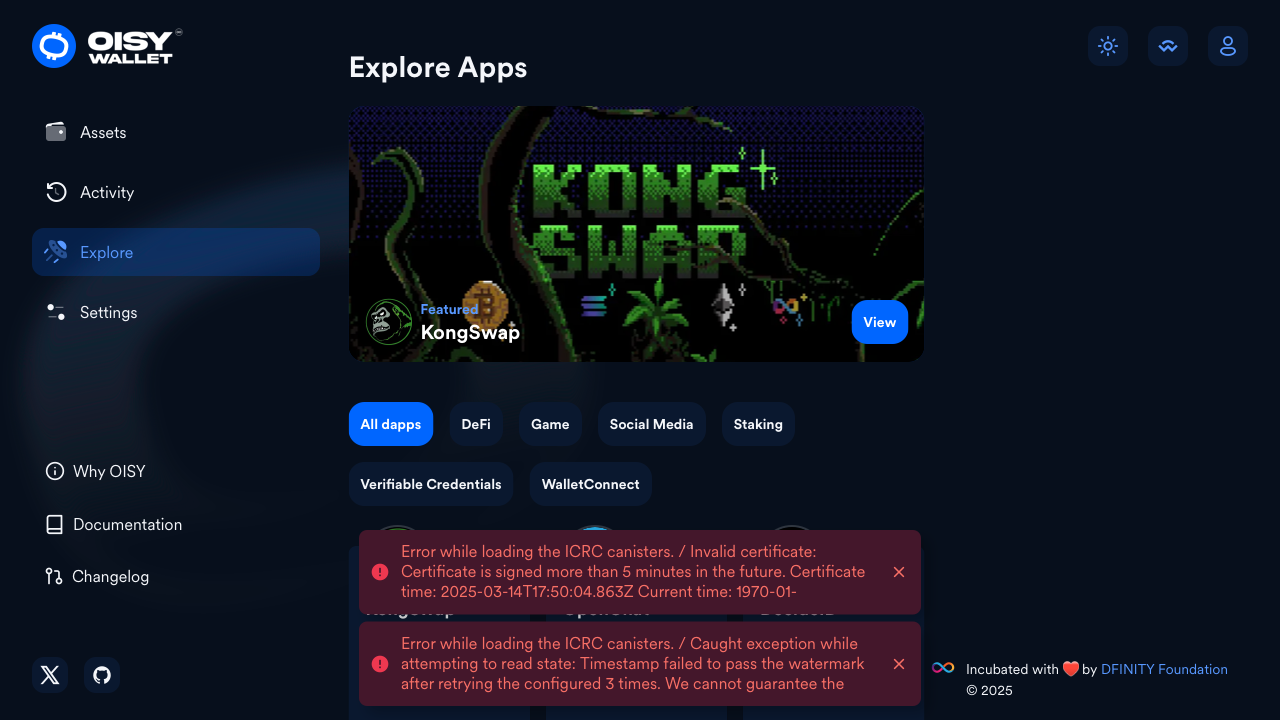 OISY
WALLET
Explore Apps
Assets
Activity
Explore
Settings
KONG
SWAP
Featured
KongSwap
View
All dapps
DeFi
Game
Social Media
Staking
Verifiable Credentials
WalletConnect
Why OISY
Documentation
Changelog
Error while loading the ICRC canisters. / Invalid certificate:
Certificate is signed more than 5 minutes in the future. Certificate
time: 2025-03-14T17:50:04.863Z Current time: 1970-01-
Error while loading the ICRC canisters. / Caught exception while
attempting to read state: Timestamp failed to pass the watermark
after retrying the configured 3 times. We cannot guarantee the
Incubated with ❤️ by DFINITY Foundation
© 2025